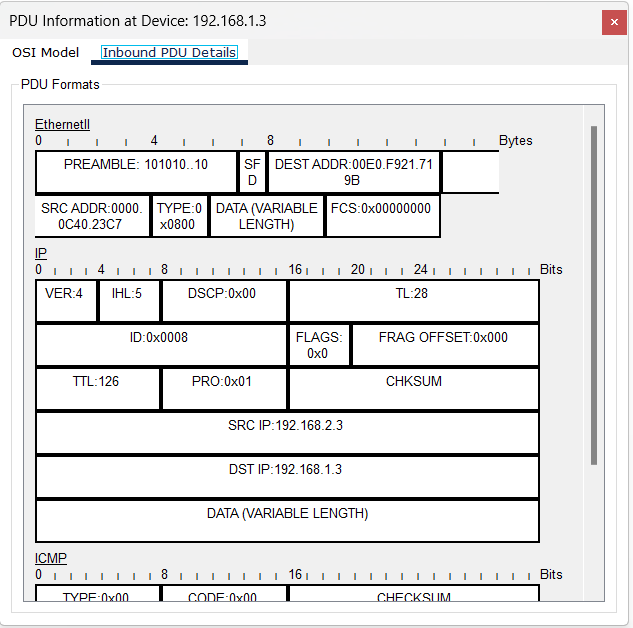 PDU Information at Device: 192.168.1.3
×
OSI Model Inbound PDU Details
PDU Formats
EthernetII
0 4 8 Bytes
PREAMBLE: 101010..10 SF DEST ADDR:00E0.F921.71
D 9B
SRC ADDR:0000. TYPE:0 DATA (VARIABLE FCS:0x00000000
0C40.23C7 x0800 LENGTH)
IP
0 4 8 16 20 24 Bits
VER:4 IHL:5 DSCP:0x00 TL:28
ID:0x0008 FLAGS: FRAG OFFSET:0x000
0x0
TTL:126 PRO:0x01 CHKSUM
SRC IP:192.168.2.3
DST IP:192.168.1.3
DATA (VARIABLE LENGTH)
ICMP
0 8 16 Bits
TYPE:0x00 CODE:0x00 CHECKSUM